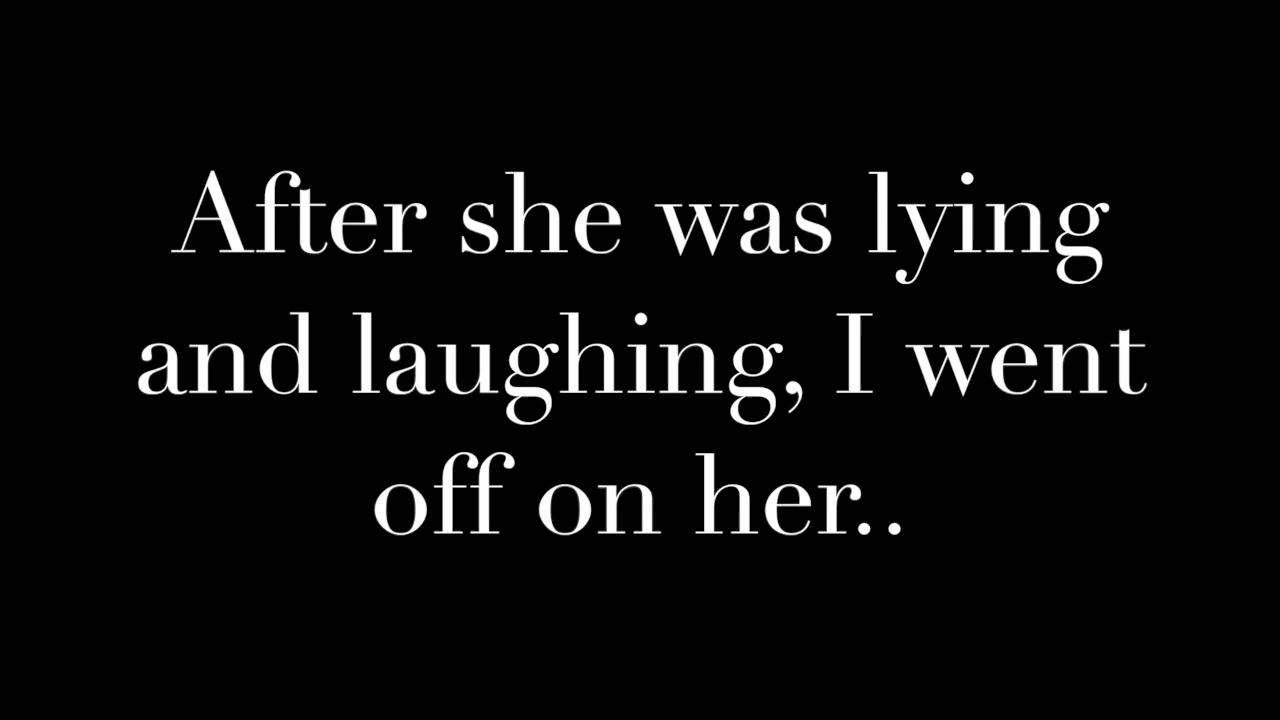 After she was lying
and laughing, I went
off on her..